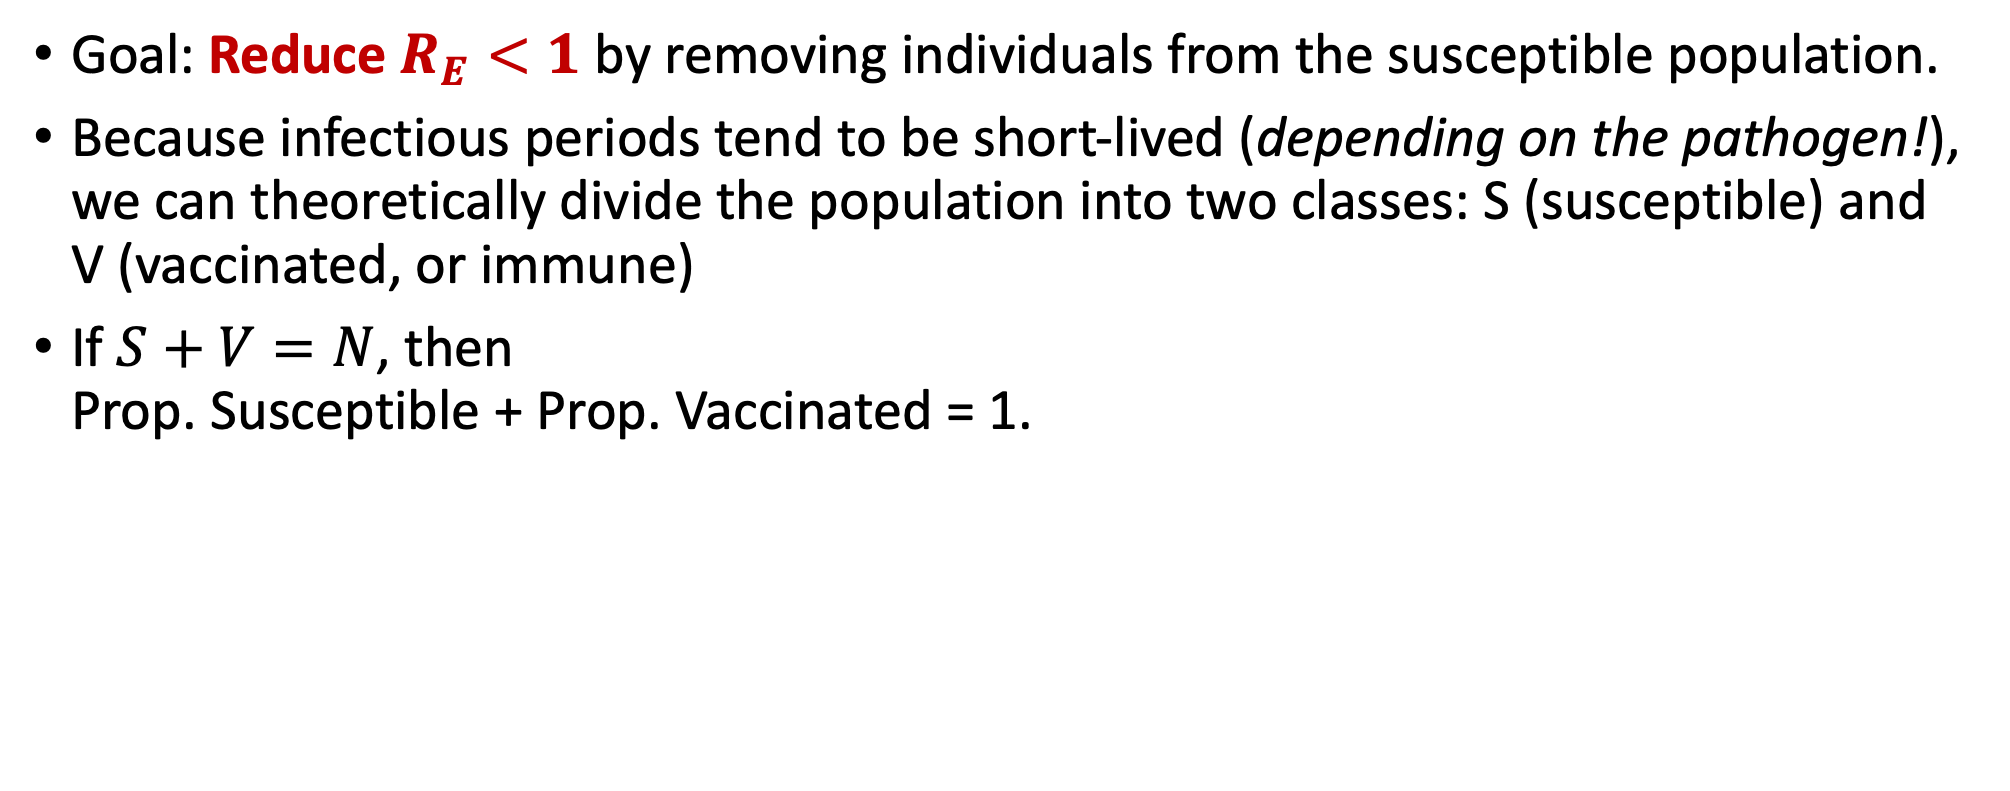 • Goal: Reduce R_E < 1 by removing individuals from the susceptible population.
• Because infectious periods tend to be short-lived (depending on the pathogen!),
we can theoretically divide the population into two classes: S (susceptible) and
V (vaccinated, or immune)
• If S + V = N, then
Prop. Susceptible + Prop. Vaccinated = 1.